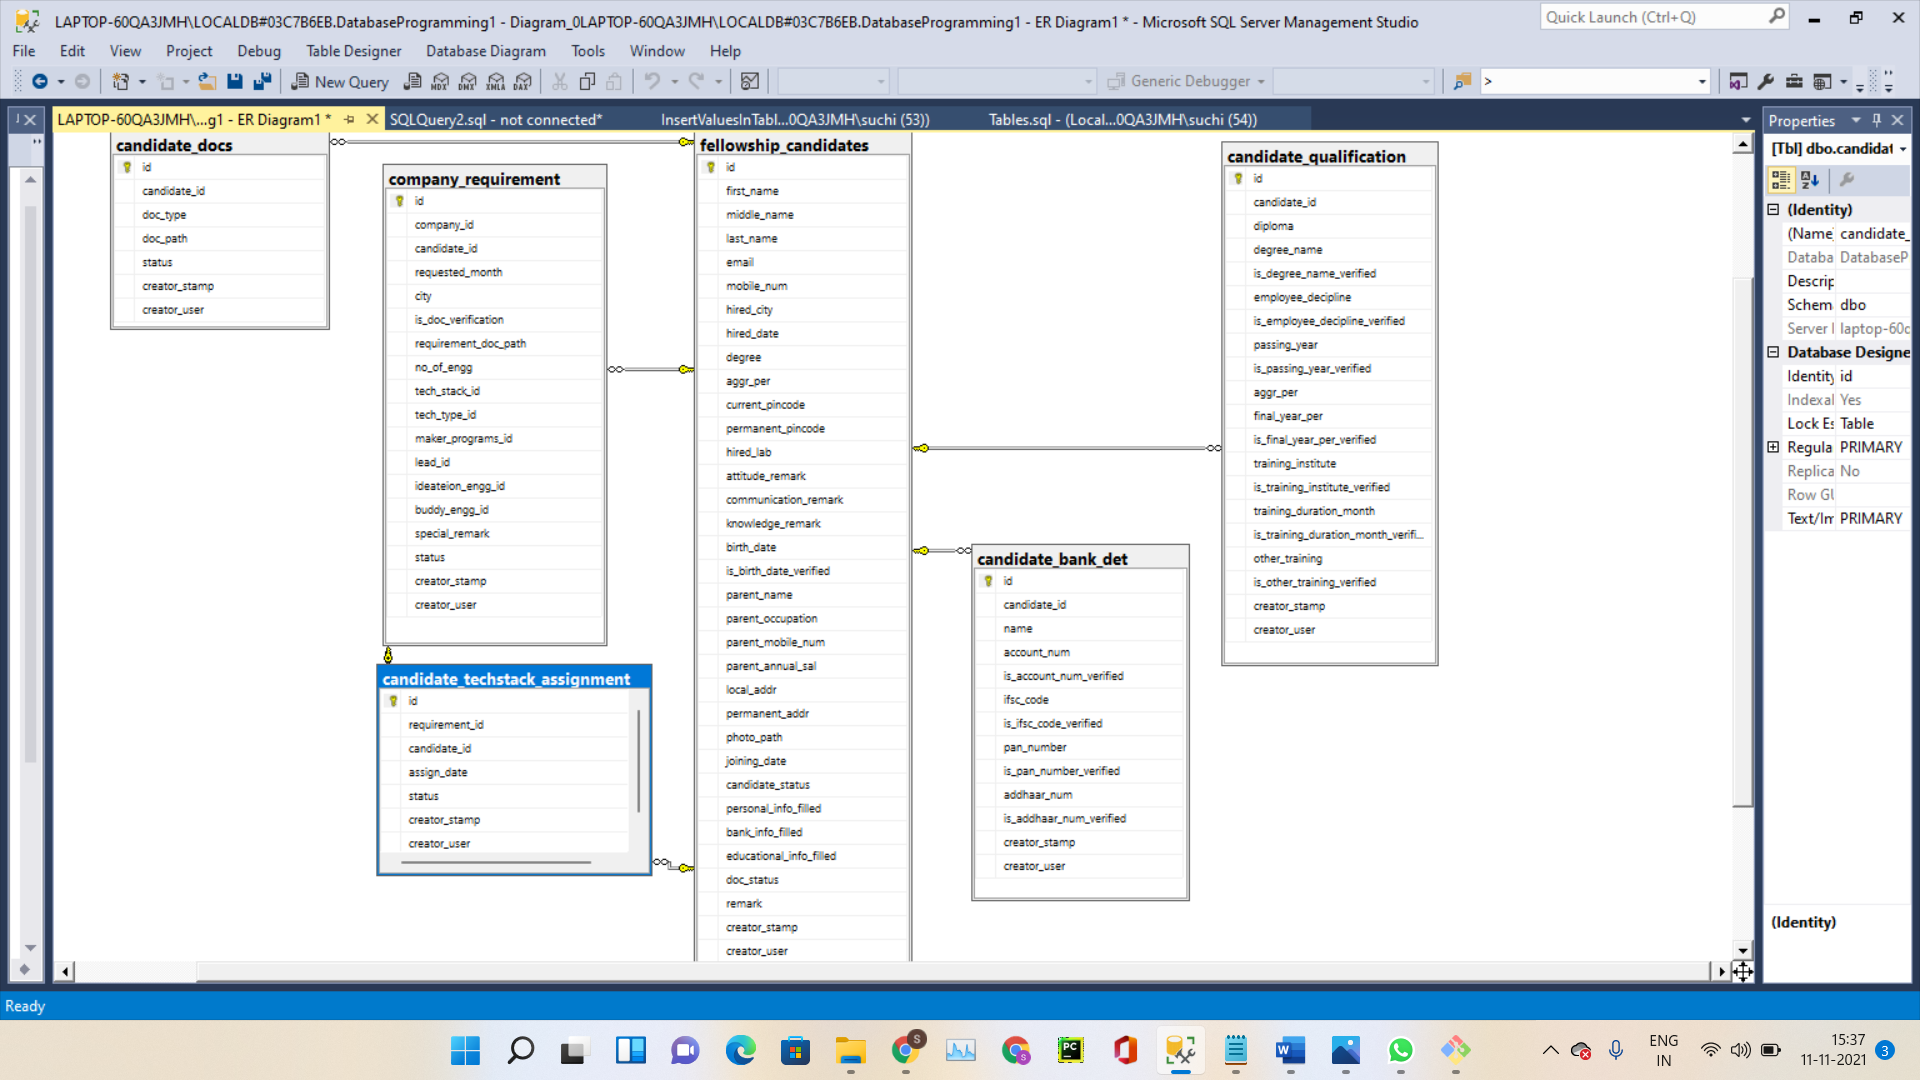 LAPTOP-60QA3JMH\LOCALDB#03C7B6EB.DatabaseProgramming1 - Diagram_0LAPTOP-60QA3JMH\LOCALDB#03C7B6EB.DatabaseProgramming1 - ER Diagram1 * - Microsoft SQL Server Management Studio
Quick Launch (Ctrl+Q)
File Edit View Project Debug Table Designer Database Diagram Tools Window Help
New Query
MDX DMX XMLA DAX
Generic Debugger
>
LAPTOP-60QA3JMH\...g1 - ER Diagram1 *
SQLQuery2.sql - not connected*
InsertValuesInTabl...0QA3JMH\suchi (53))
Tables.sql - (Local...0QA3JMH\suchi (54))
candidate_docs
id
candidate_id
doc_type
doc_path
status
creator_stamp
creator_user
company_requirement
id
company_id
candidate_id
requested_month
city
is_doc_verification
requirement_doc_path
no_of_engg
tech_stack_id
tech_type_id
maker_programs_id
lead_id
ideateion_engg_id
buddy_engg_id
special_remark
status
creator_stamp
creator_user
candidate_techstack_assignment
id
requirement_id
candidate_id
assign_date
status
creator_stamp
creator_user
fellowship_candidates
id
first_name
middle_name
last_name
email
mobile_num
hired_city
hired_date
degree
aggr_per
current_pincode
permanent_pincode
hired_lab
attitude_remark
communication_remark
knowledge_remark
birth_date
is_birth_date_verified
parent_name
parent_occupation
parent_mobile_num
parent_annual_sal
local_addr
permanent_addr
photo_path
joining_date
candidate_status
personal_info_filled
bank_info_filled
educational_info_filled
doc_status
remark
creator_stamp
creator_user
candidate_bank_det
id
candidate_id
name
account_num
is_account_num_verified
ifsc_code
is_ifsc_code_verified
pan_number
is_pan_number_verified
addhaar_num
is_addhaar_num_verified
creator_stamp
creator_user
candidate_qualification
id
candidate_id
diploma
degree_name
is_degree_name_verified
employee_decipline
is_employee_decipline_verified
passing_year
is_passing_year_verified
aggr_per
final_year_per
is_final_year_per_verified
training_institute
is_training_institute_verified
training_duration_month
is_training_duration_month_verifi...
other_training
is_other_training_verified
creator_stamp
creator_user
Properties
[Tbl] dbo.candidat
(Identity)
(Name candidate_
Databa DatabaseP
Descrip
Schem dbo
Server laptop-60
Database Designe
Identity id
Indexal Yes
Lock Es Table
Regula PRIMARY
Replica No
Row GU
Text/Im PRIMARY
(Identity)
Ready
S
S
PC
ENG
IN
15:37
11-11-2021
3